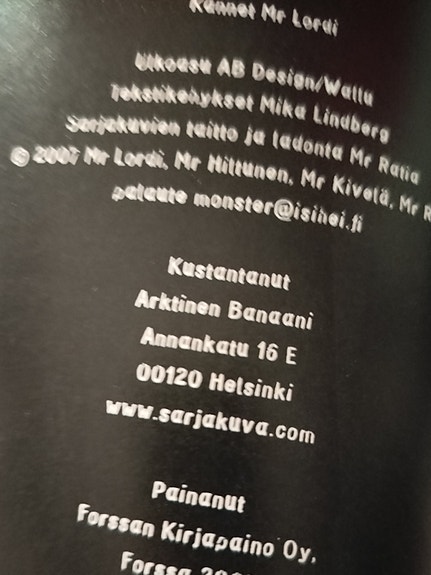 Kannet Mr Lordi
Ulkoasu AB Design/Wallu
Tekstikehykset Mika Lindberg
Sarjakuvien taitto ja ladonta Mr Ratia
© 2007 Mr Lordi, Mr Hiltunen, Mr Kivelä, Mr R
palaute monster@isihei.fi
Kustantanut
Arktinen Banaani
Annankatu 16 E
00120 Helsinki
www.sarjakuva.com
Painanut
Forssan Kirjapaino Oy,
Forssa